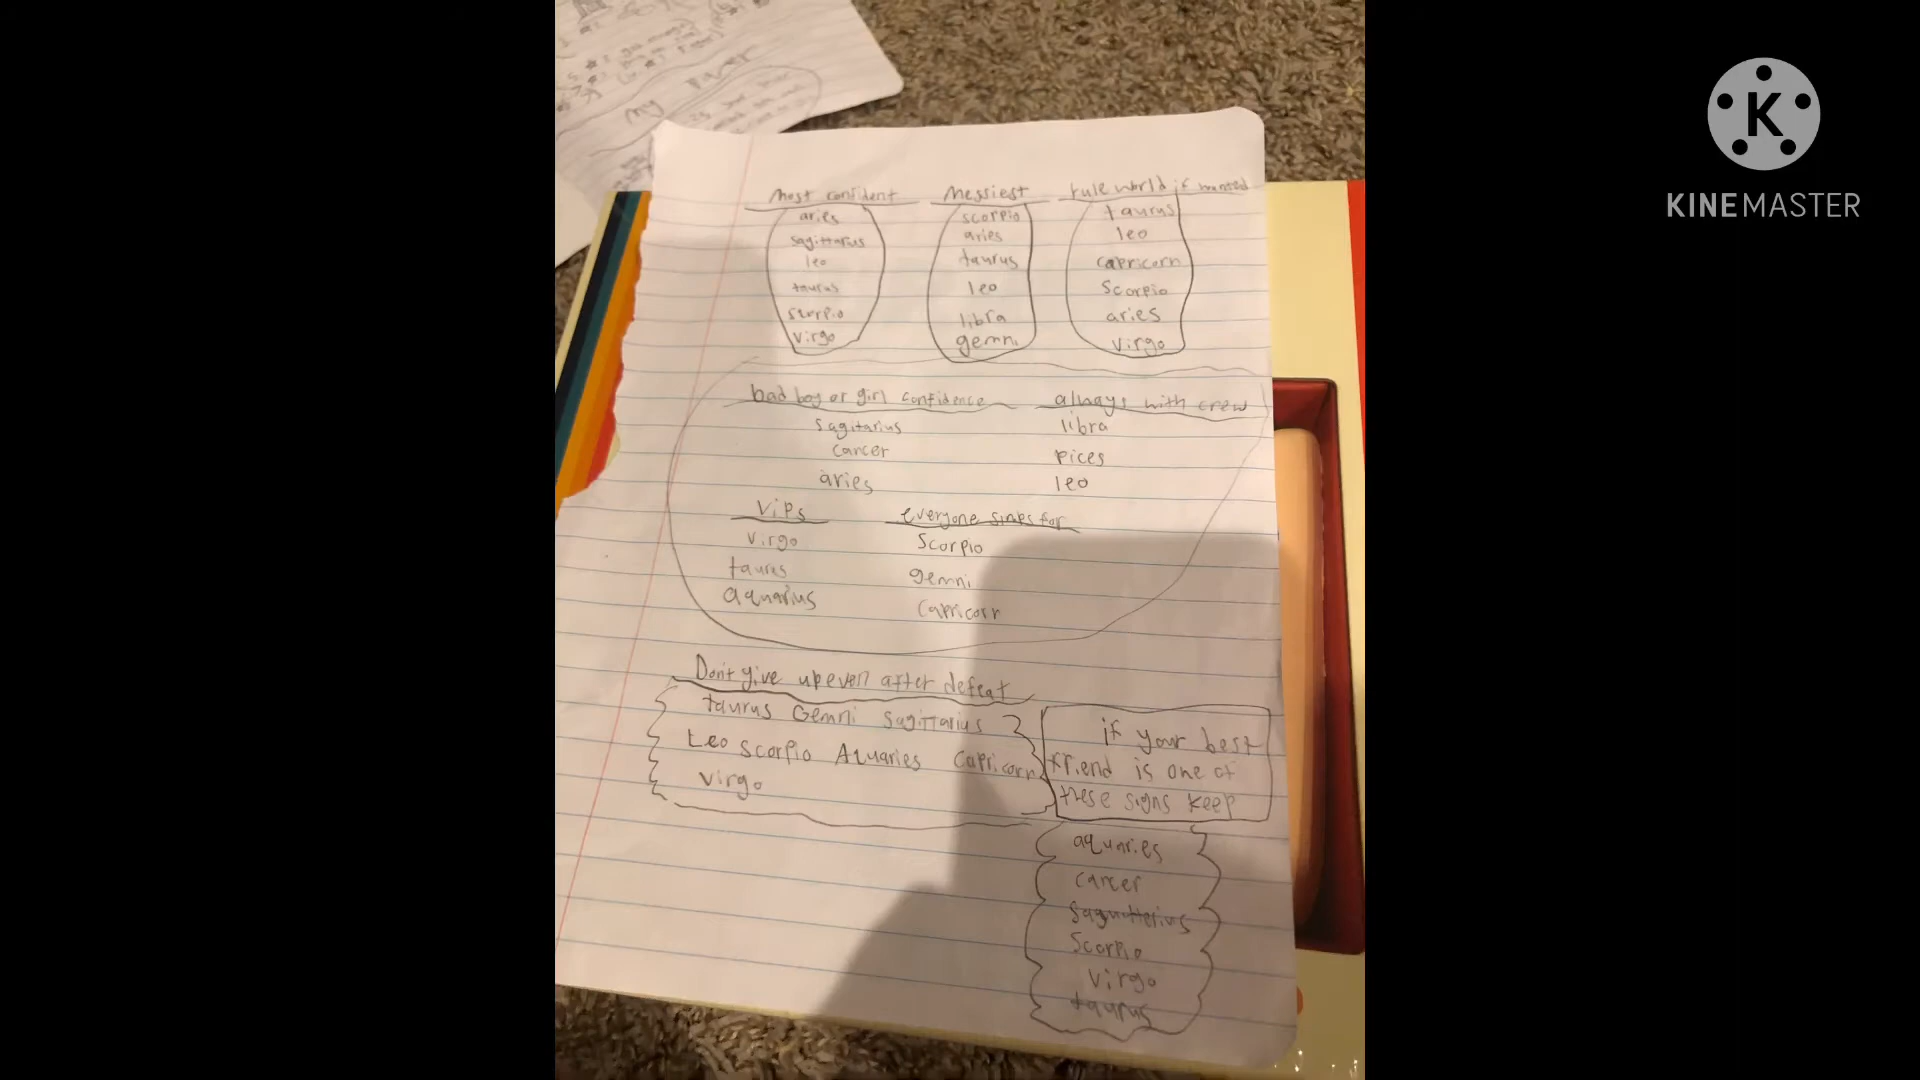 my
Most confident
aries
sagittarius
leo
taurus
scorpio
virgo
Messiest
scorpio
aries
taurus
leo
libra
gemni
rule world if wanted
taurus
leo
capricorn
Scorpio
aries
virgo
bad boy or girl confidence
sagitarius
cancer
aries
always with crew
libra
pices
leo
VIPs
virgo
taures
aquarius
everyone simps for
Scorpio
gemni
Capricorn
Don't give up even after defeat
taurus Gemni Sagittarius
Leo Scorpio Aquaries Capricorn
Virgo
if your best
friend is one of
these signs keep
aquaries
cancer
Scorpio
Virgo
taurus
K
KINEMASTER